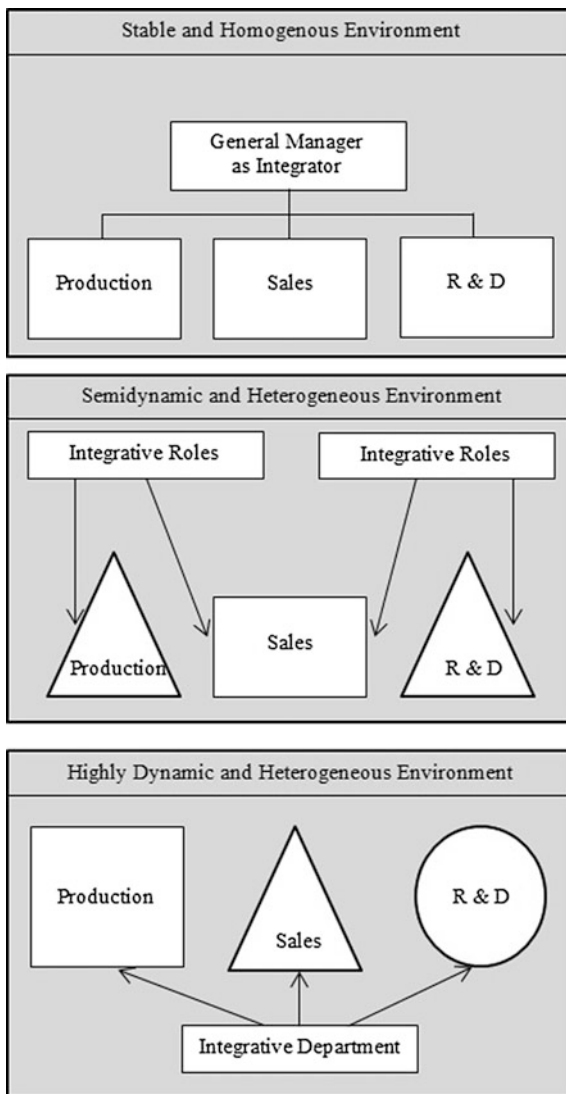 Stable and Homogenous Environment
General Manager
as Integrator
Production
Sales
R & D
Semidynamic and Heterogeneous Environment
Integrative Roles
Integrative Roles
Production
Sales
R & D
Highly Dynamic and Heterogeneous Environment
Production
Sales
R & D
Integrative Department